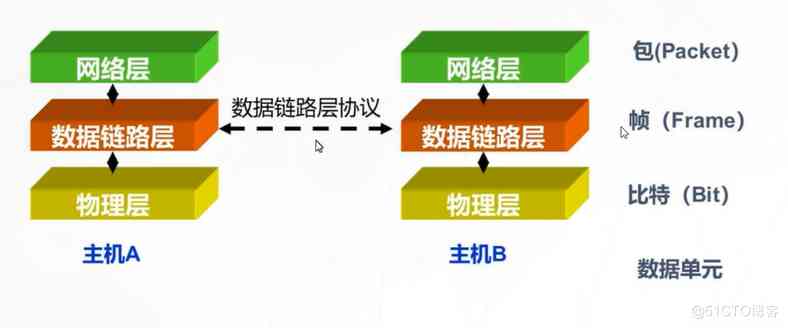 网络层
数据链路层
物理层
主机A
数据链路层协议
网络层
数据链路层
物理层
主机B
包(Packet)
帧（Frame）
比特（Bit）
数据单元
@51CTO博客